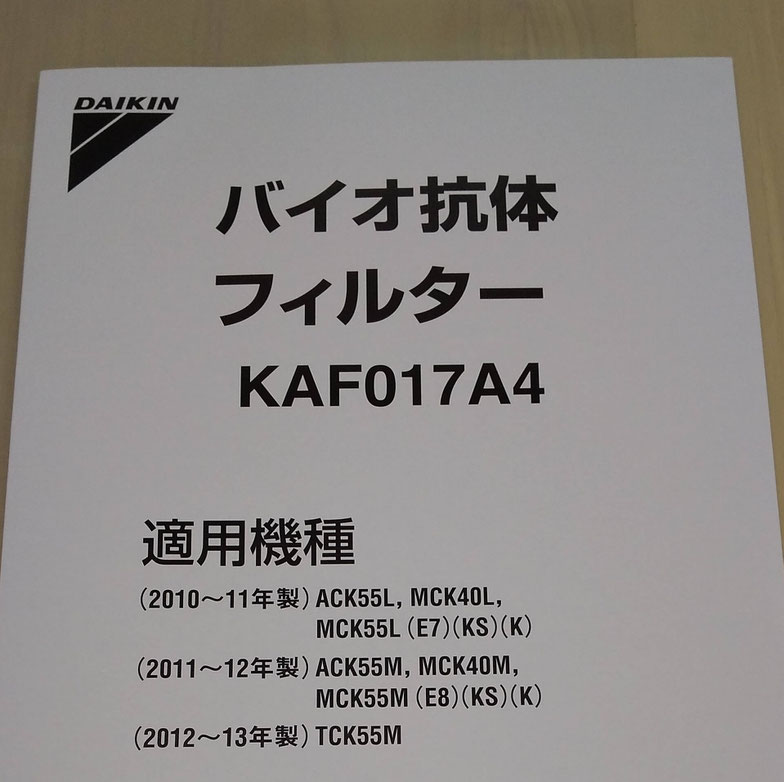 DAIKIN
バイオ抗体
フィルター
KAF017A4
適用機種
(2010〜11年製) ACK55L, MCK40L,
MCK55L (E7)(KS)(K)
(2011〜12年製) ACK55M, MCK40M,
MCK55M (E8)(KS)(K)
(2012〜13年製) TCK55M